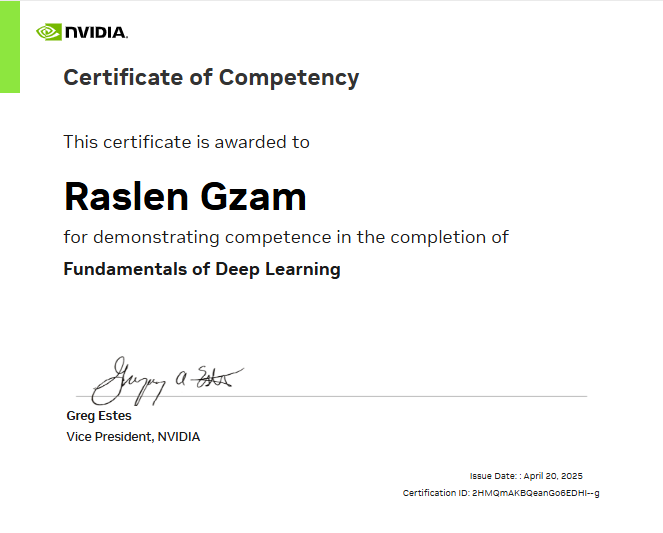 NVIDIA.
Certificate of Competency
This certificate is awarded to
Raslen Gzam
for demonstrating competence in the completion of
Fundamentals of Deep Learning
Gregory A Estes
Greg Estes
Vice President, NVIDIA
Issue Date: : April 20, 2025
Certification ID: 2HMQmAKBQeanGo6EDHI--g